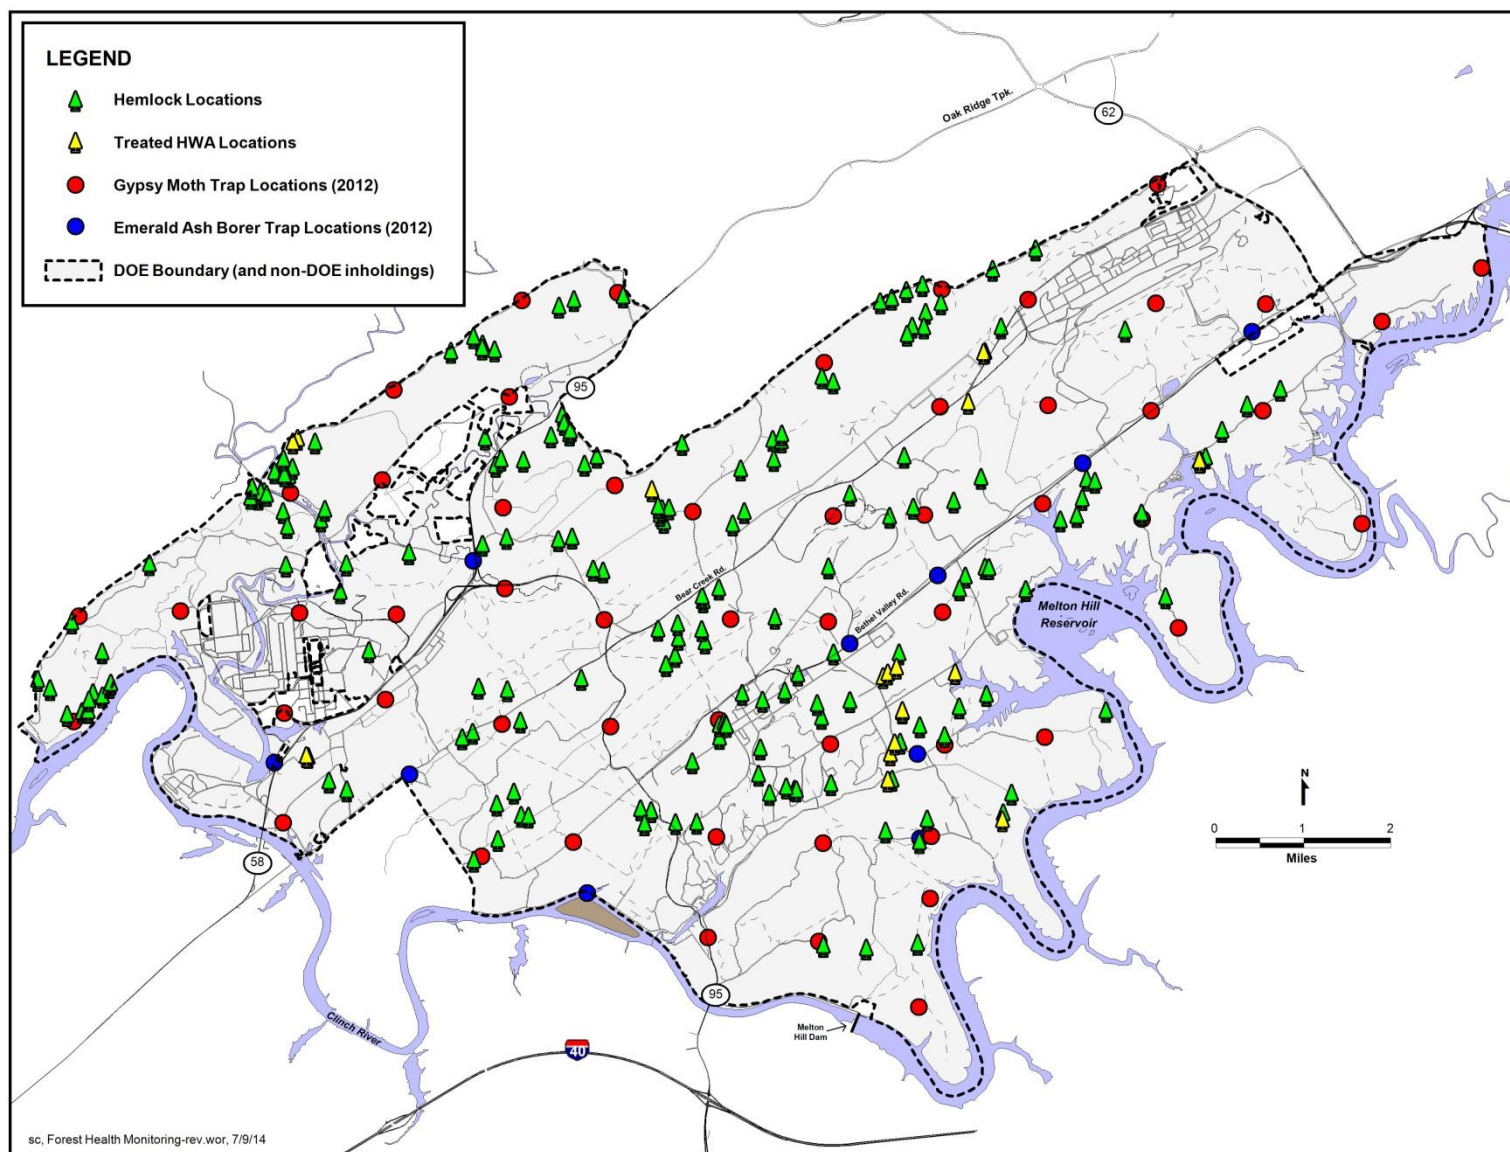 LEGEND
Hemlock Locations
Treated HWA Locations
Gypsy Moth Trap Locations (2012)
Emerald Ash Borer Trap Locations (2012)
DOE Boundary (and non-DOE inholdings)
Oak Ridge Tpk.
62
95
Bear Creek Rd.
Bethel Valley Rd.
Melton Hill
Reservoir
N
0 1 2
Miles
58
95
Clinch River
Melton
Hill Dam
40
sc, Forest Health Monitoring-rev.wor, 7/9/14